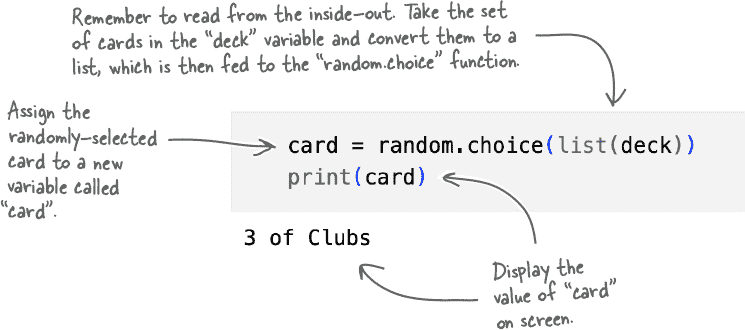 Remember to read from the inside-out. Take the set
of cards in the "deck" variable and convert them to a
list, which is then fed to the "random.choice" function.
Assign the
randomly-selected
card to a new
variable called
"card".
card = random.choice(list(deck))
print(card)
3 of Clubs
Display the
value of "card"
on screen.